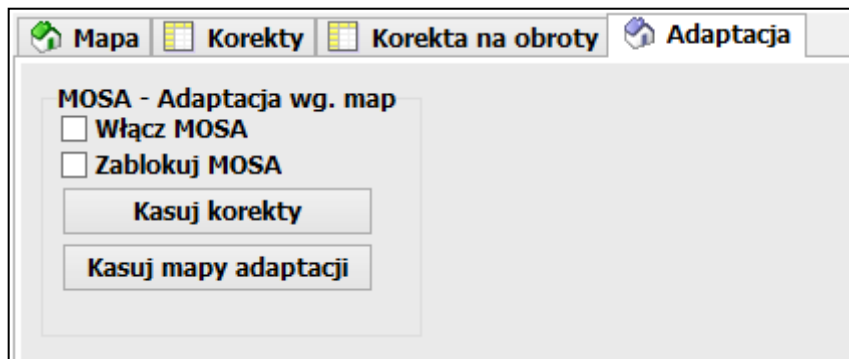 Mapa Korekty Korekta na obroty Adaptacja
MOSA - Adaptacja wg. map
Włącz MOSA
Zablokuj MOSA
Kasuj korekty
Kasuj mapy adaptacji